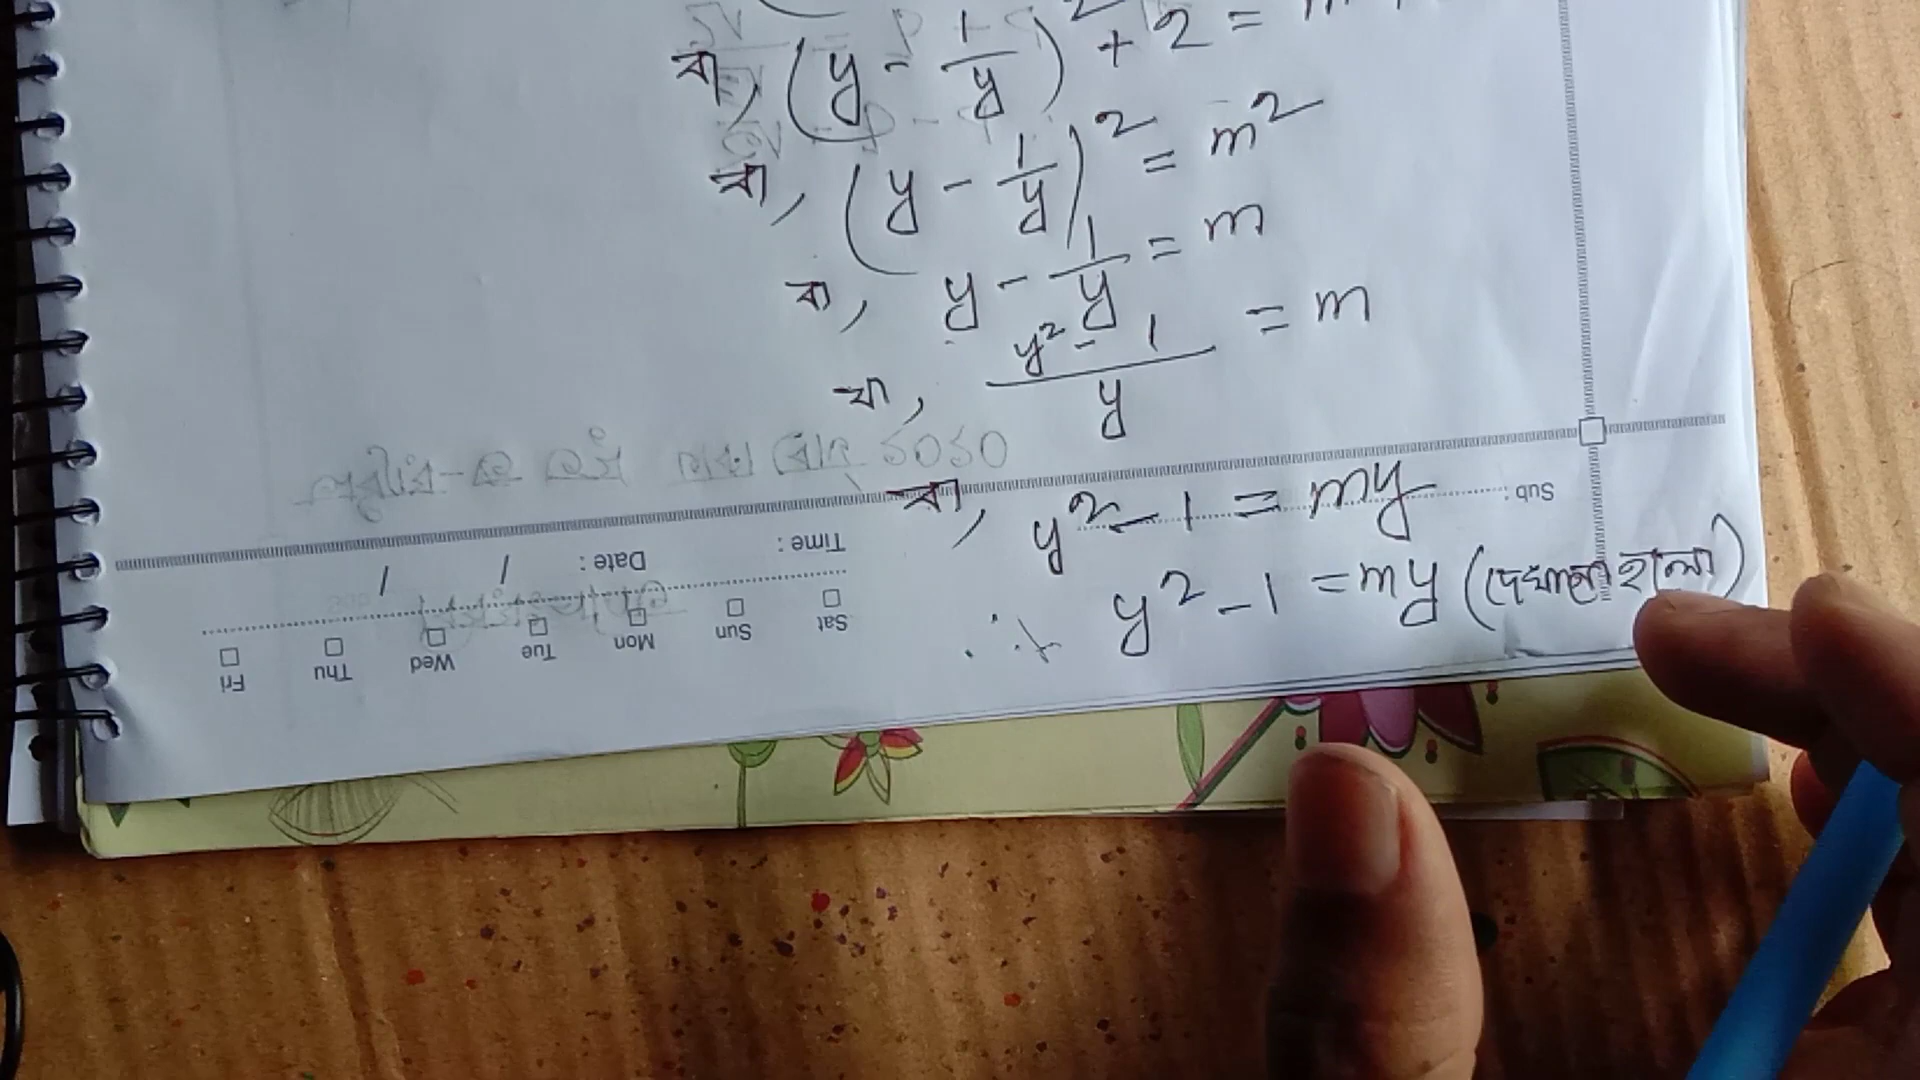 বা, (y - 1/y)² + 2 = m
বা, (y - 1/y)² = m²
বা, y - 1/y = m
বা, y² - 1 / y = m
বা, y² - 1 = my
∴ y² - 1 = my (দেখানো হলো)
Sub :
Time :
Date : / /
Sat Sun Mon Tue Wed Thu Fri